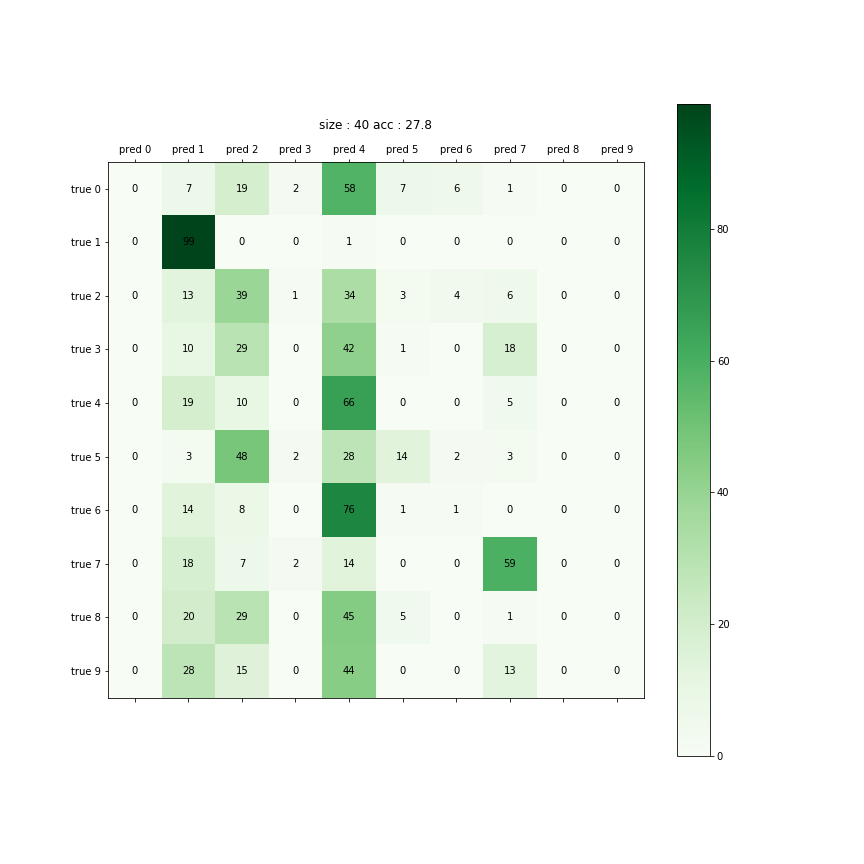 size : 40 acc : 27.8
pred 0 pred 1 pred 2 pred 3 pred 4 pred 5 pred 6 pred 7 pred 8 pred 9
true 0 0 7 19 2 58 7 6 1 0 0
true 1 0 99 0 0 1 0 0 0 0 0
true 2 0 13 39 1 34 3 4 6 0 0
true 3 0 10 29 0 42 1 0 18 0 0
true 4 0 19 10 0 66 0 0 5 0 0
true 5 0 3 48 2 28 14 2 3 0 0
true 6 0 14 8 0 76 1 1 0 0 0
true 7 0 18 7 2 14 0 0 59 0 0
true 8 0 20 29 0 45 5 0 1 0 0
true 9 0 28 15 0 44 0 0 13 0 0
80
60
40
20
0